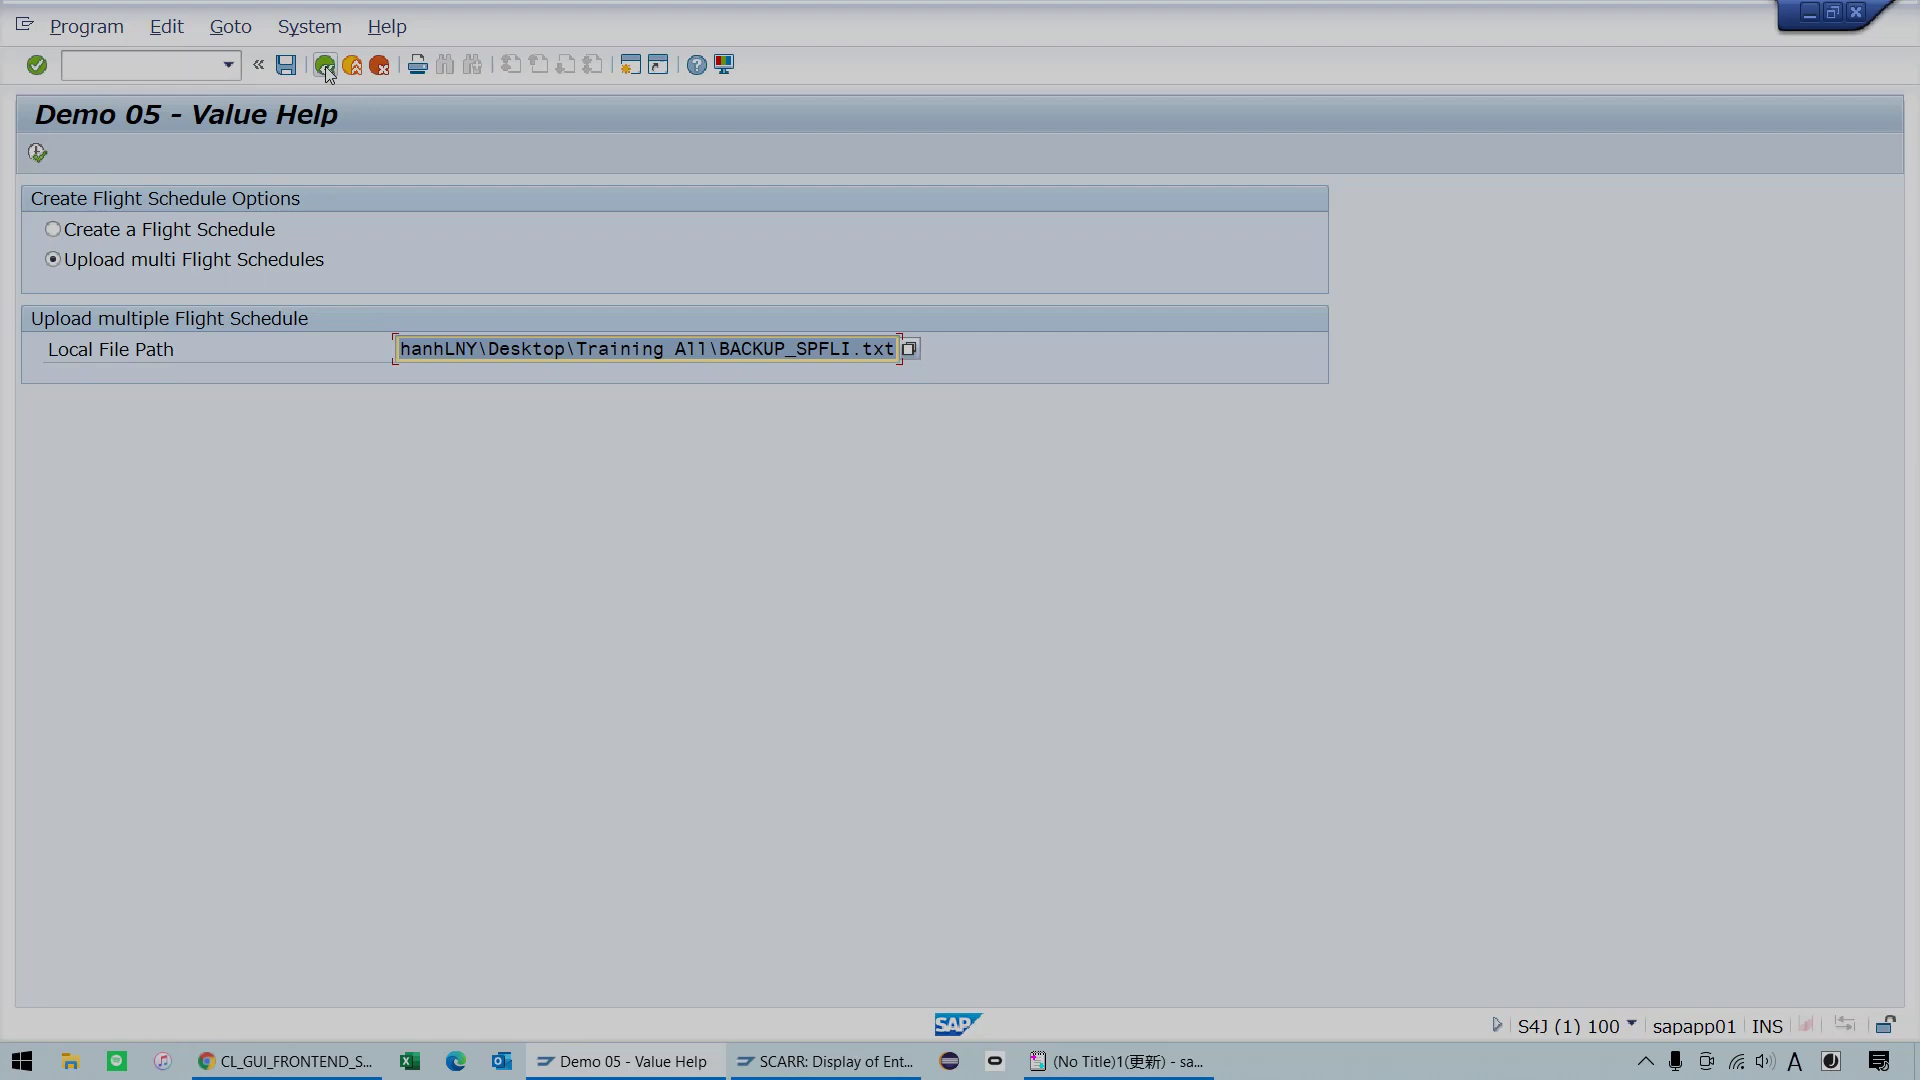 Program Edit Goto System Help
Demo 05 - Value Help
Create Flight Schedule Options
Create a Flight Schedule
Upload multi Flight Schedules
Upload multiple Flight Schedule
Local File Path hanhLNY\Desktop\Training All\BACKUP_SPFLI.txt
SAP
S4J (1) 100 sapapp01 INS
CL_GUI_FRONTEND_S... Demo 05 - Value Help SCARR: Display of Ent... (No Title)1(更新) - sa... A